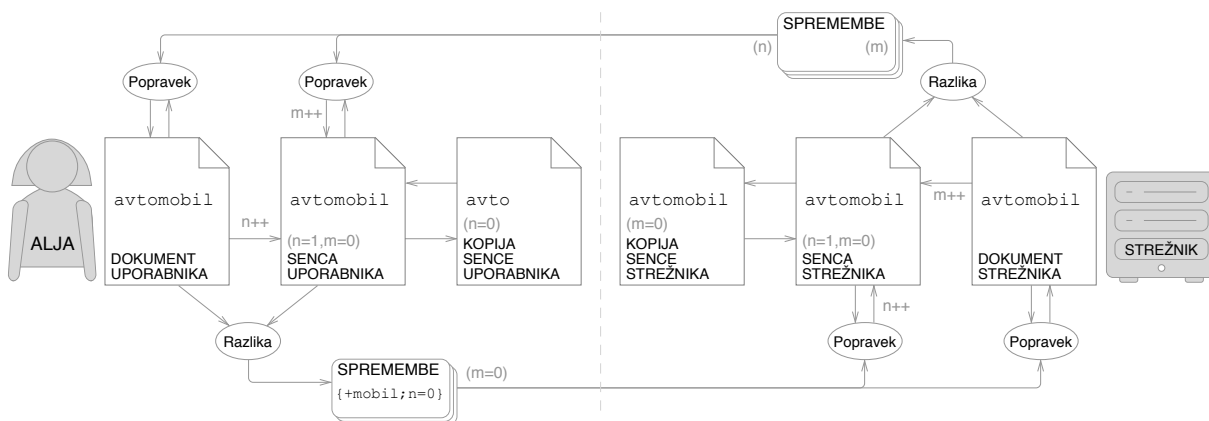 SPREMEMBE
(n)
(m)
Popravek
Popravek
Razlika
m++
avtomobil
avtomobil
avto
avtomobil
avtomobil
avtomobil
m++
n++
(n=0)
(m=0)
(n=1,m=0)
(n=1,m=0)
ALJA
DOKUMENT
UPORABNIKA
SENCA
UPORABNIKA
KOPIJA
SENCE
UPORABNIKA
KOPIJA
SENCE
STREŽNIKA
SENCA
STREŽNIKA
DOKUMENT
STREŽNIKA
STREŽNIK
n++
Razlika
Popravek
Popravek
SPREMEMBE
{+mobil;n=0}
(m=0)